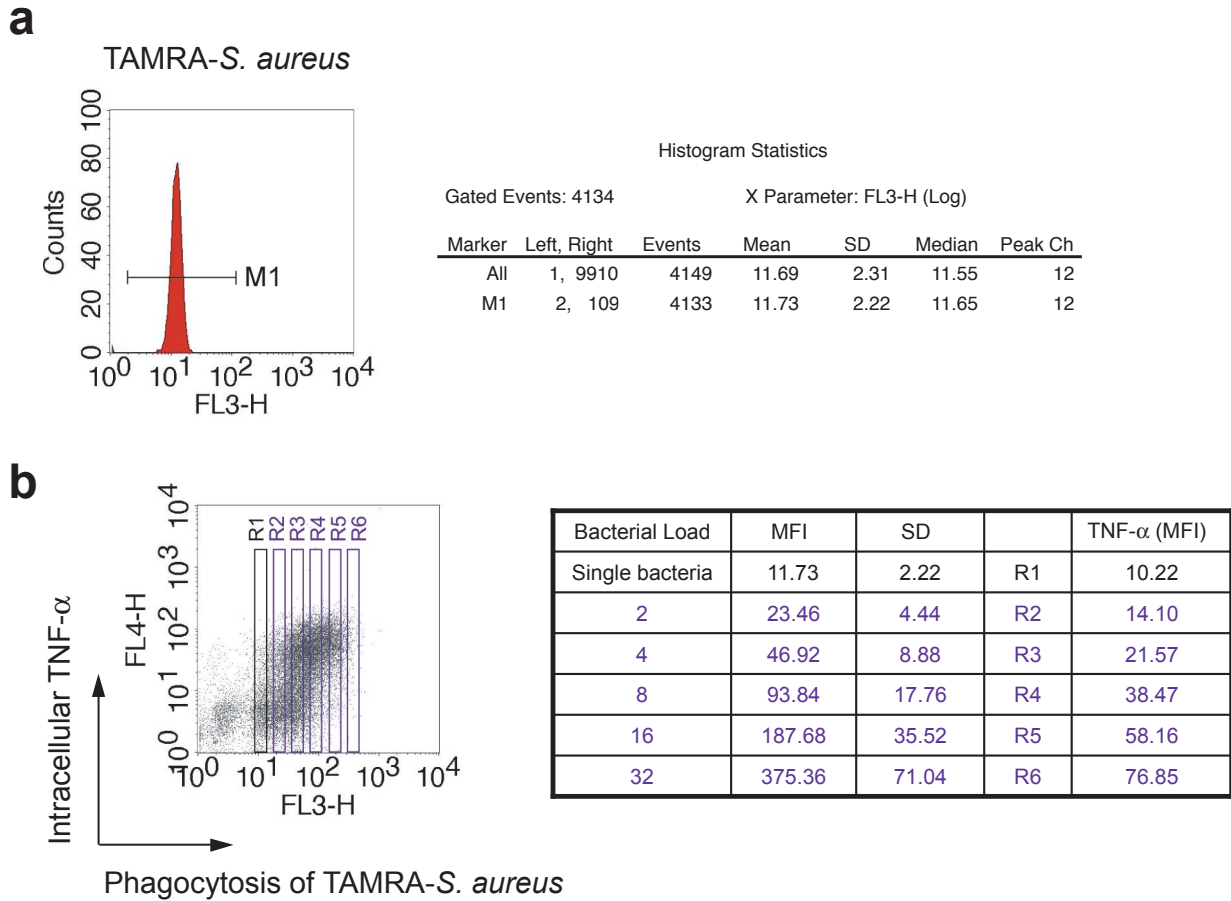 a
TAMRA-S. aureus
Counts
100
80
60
40
20
0
M1
10^0 10^1 10^2 10^3 10^4
FL3-H
Histogram Statistics
Gated Events: 4134 X Parameter: FL3-H (Log)
Marker Left, Right Events Mean SD Median Peak Ch
All 1, 9910 4149 11.69 2.31 11.55 12
M1 2, 109 4133 11.73 2.22 11.65 12
b
Intracellular TNF-α
FL4-H
10^4
10^3
10^2
10^1
10^0
R1 R2 R3 R4 R5 R6
10^0 10^1 10^2 10^3 10^4
FL3-H
Phagocytosis of TAMRA-S. aureus
Bacterial Load MFI SD TNF-α (MFI)
Single bacteria 11.73 2.22 R1 10.22
2 23.46 4.44 R2 14.10
4 46.92 8.88 R3 21.57
8 93.84 17.76 R4 38.47
16 187.68 35.52 R5 58.16
32 375.36 71.04 R6 76.85